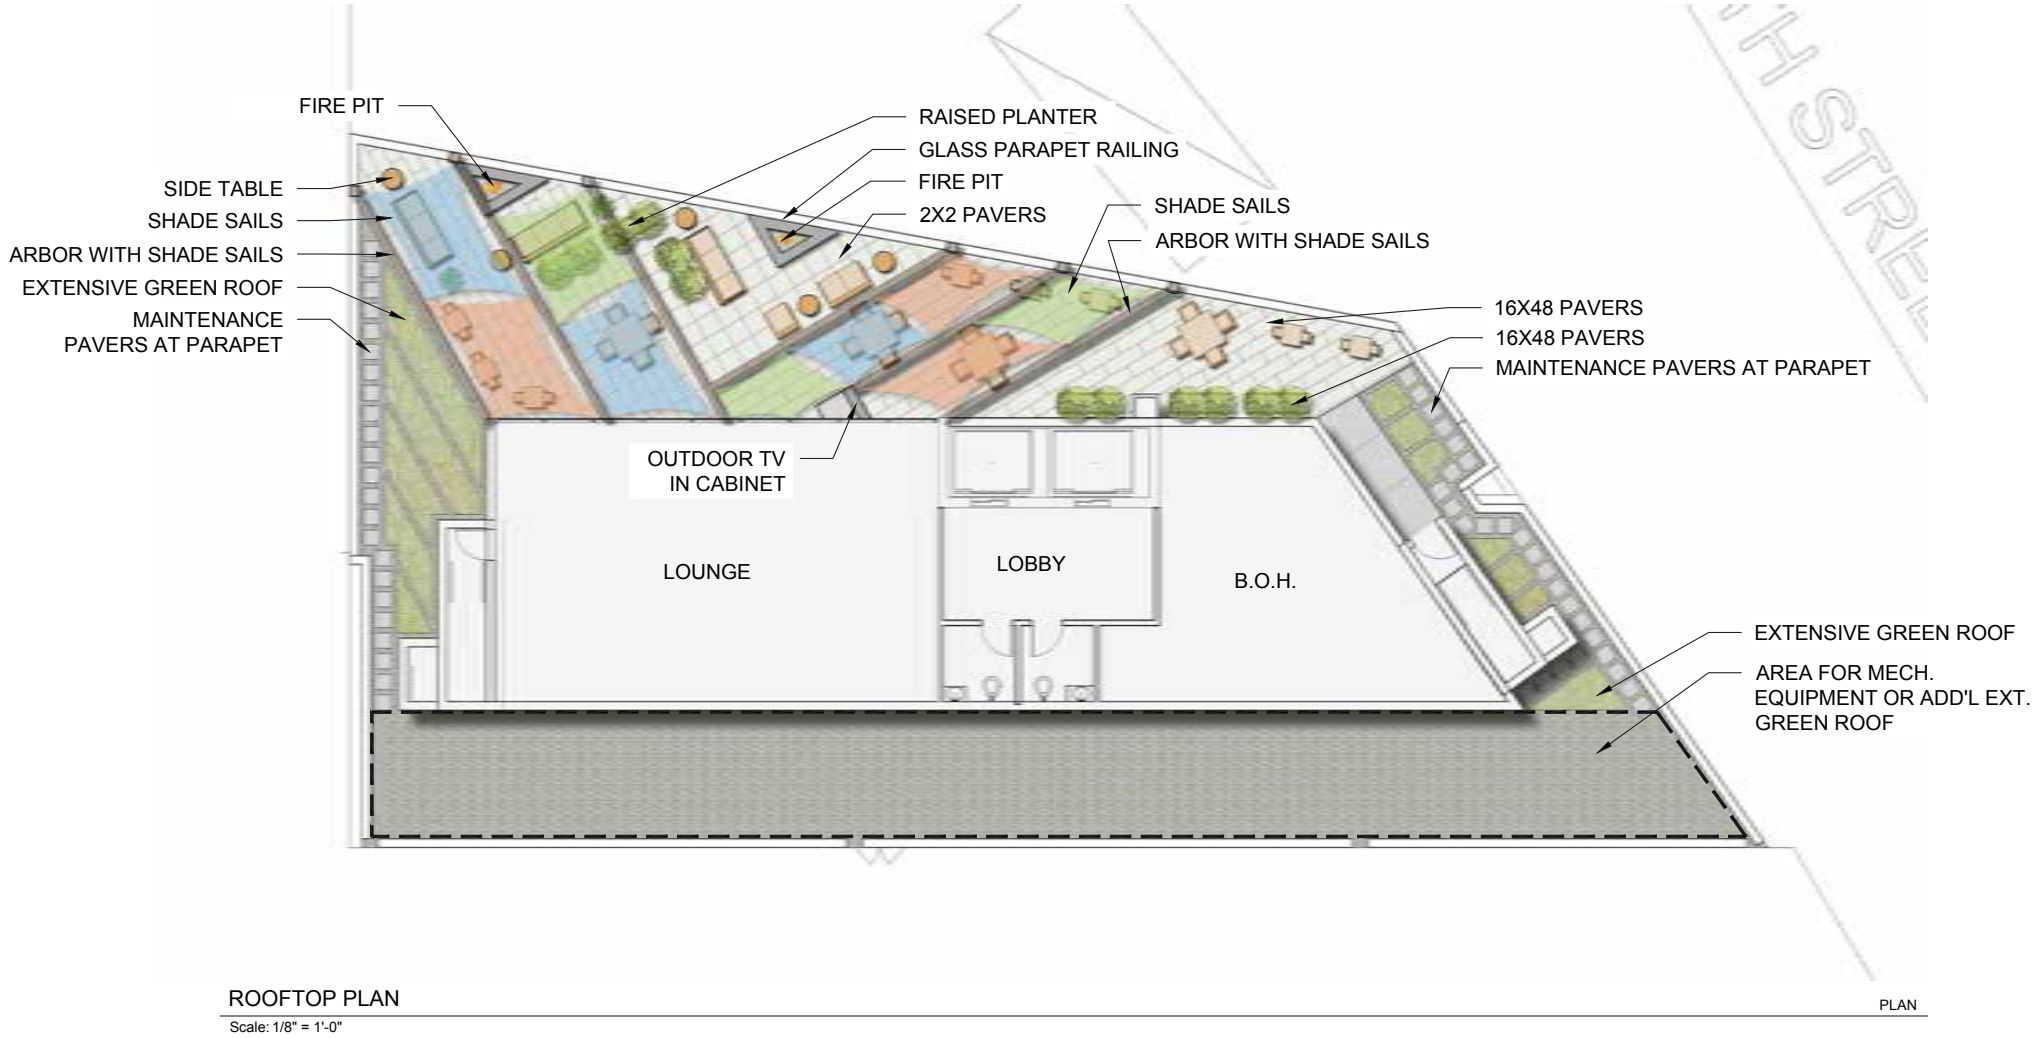 TH STREE
FIRE PIT
SIDE TABLE
SHADE SAILS
ARBOR WITH SHADE SAILS
EXTENSIVE GREEN ROOF
MAINTENANCE
PAVERS AT PARAPET
RAISED PLANTER
GLASS PARAPET RAILING
FIRE PIT
2X2 PAVERS
SHADE SAILS
ARBOR WITH SHADE SAILS
16X48 PAVERS
16X48 PAVERS
MAINTENANCE PAVERS AT PARAPET
OUTDOOR TV
IN CABINET
LOUNGE
LOBBY
B.O.H.
EXTENSIVE GREEN ROOF
AREA FOR MECH.
EQUIPMENT OR ADD'L EXT.
GREEN ROOF
ROOFTOP PLAN
PLAN
Scale: 1/8" = 1'-0"